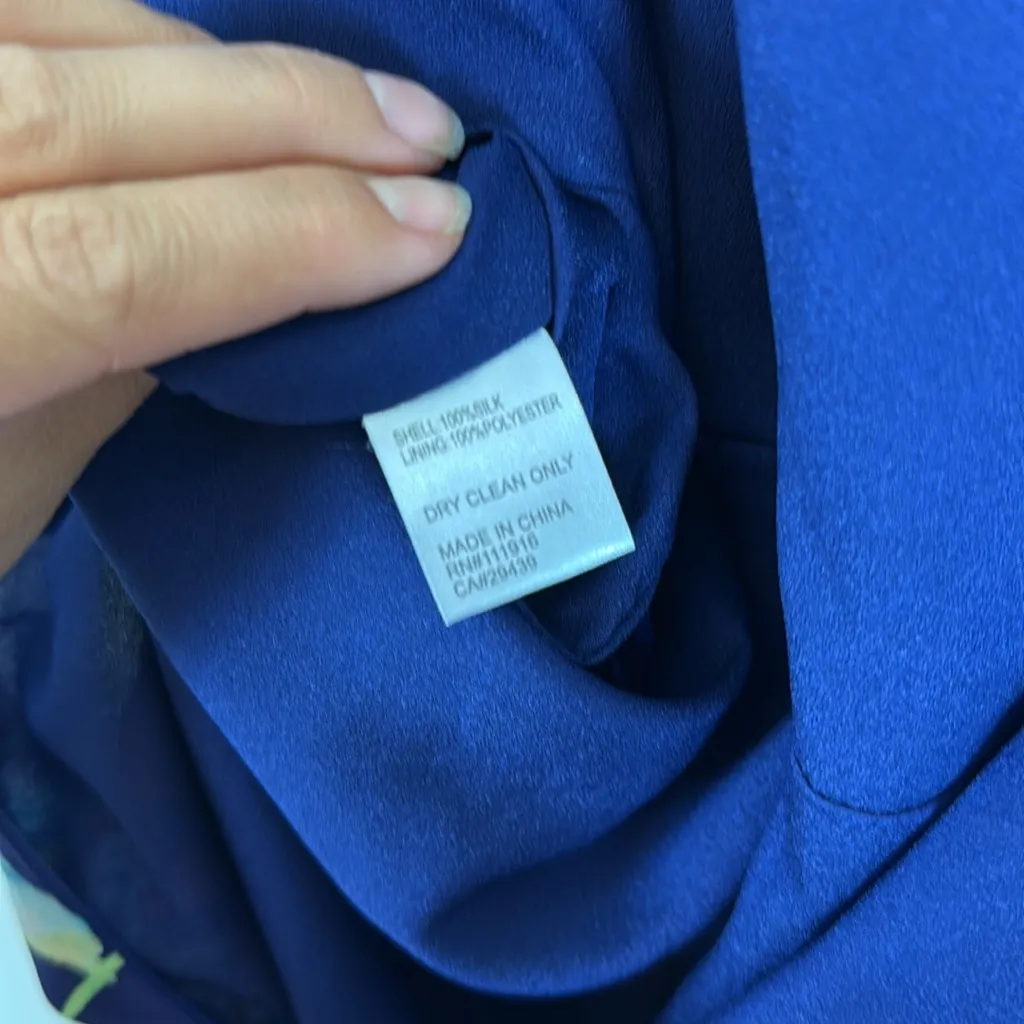 SHELL 100%SILK
LINING:100%POLYESTER
DRY CLEAN ONLY
MADE IN CHINA
RN#111916
CA#29439